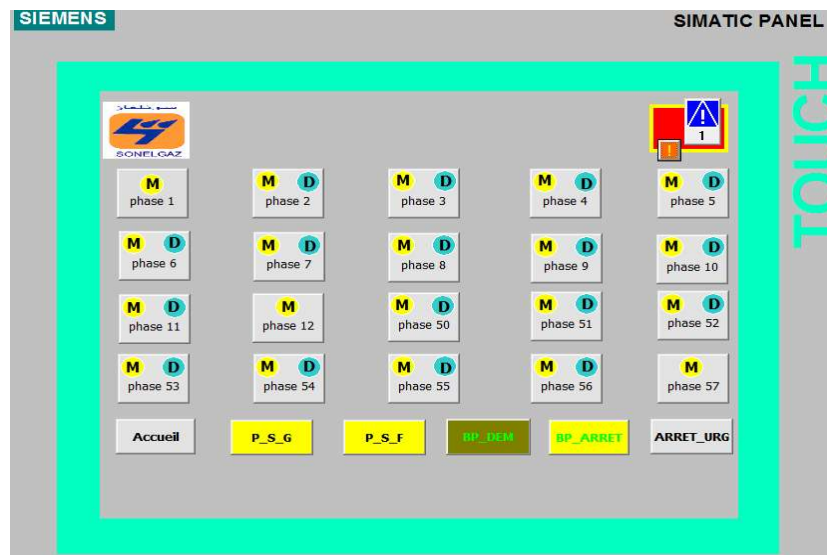 SIEMENS
SIMATIC PANEL
TOUCH
سونلغاز
SONELGAZ
!
1
!
M
phase 1
M D
phase 2
M D
phase 3
M D
phase 4
M D
phase 5
M D
phase 6
M D
phase 7
M D
phase 8
M D
phase 9
M D
phase 10
M D
phase 11
M
phase 12
M D
phase 50
M D
phase 51
M D
phase 52
M D
phase 53
M D
phase 54
M D
phase 55
M D
phase 56
M
phase 57
Accueil
P_S_G
P_S_F
BP_DEM
BP_ARRET
ARRET_URG